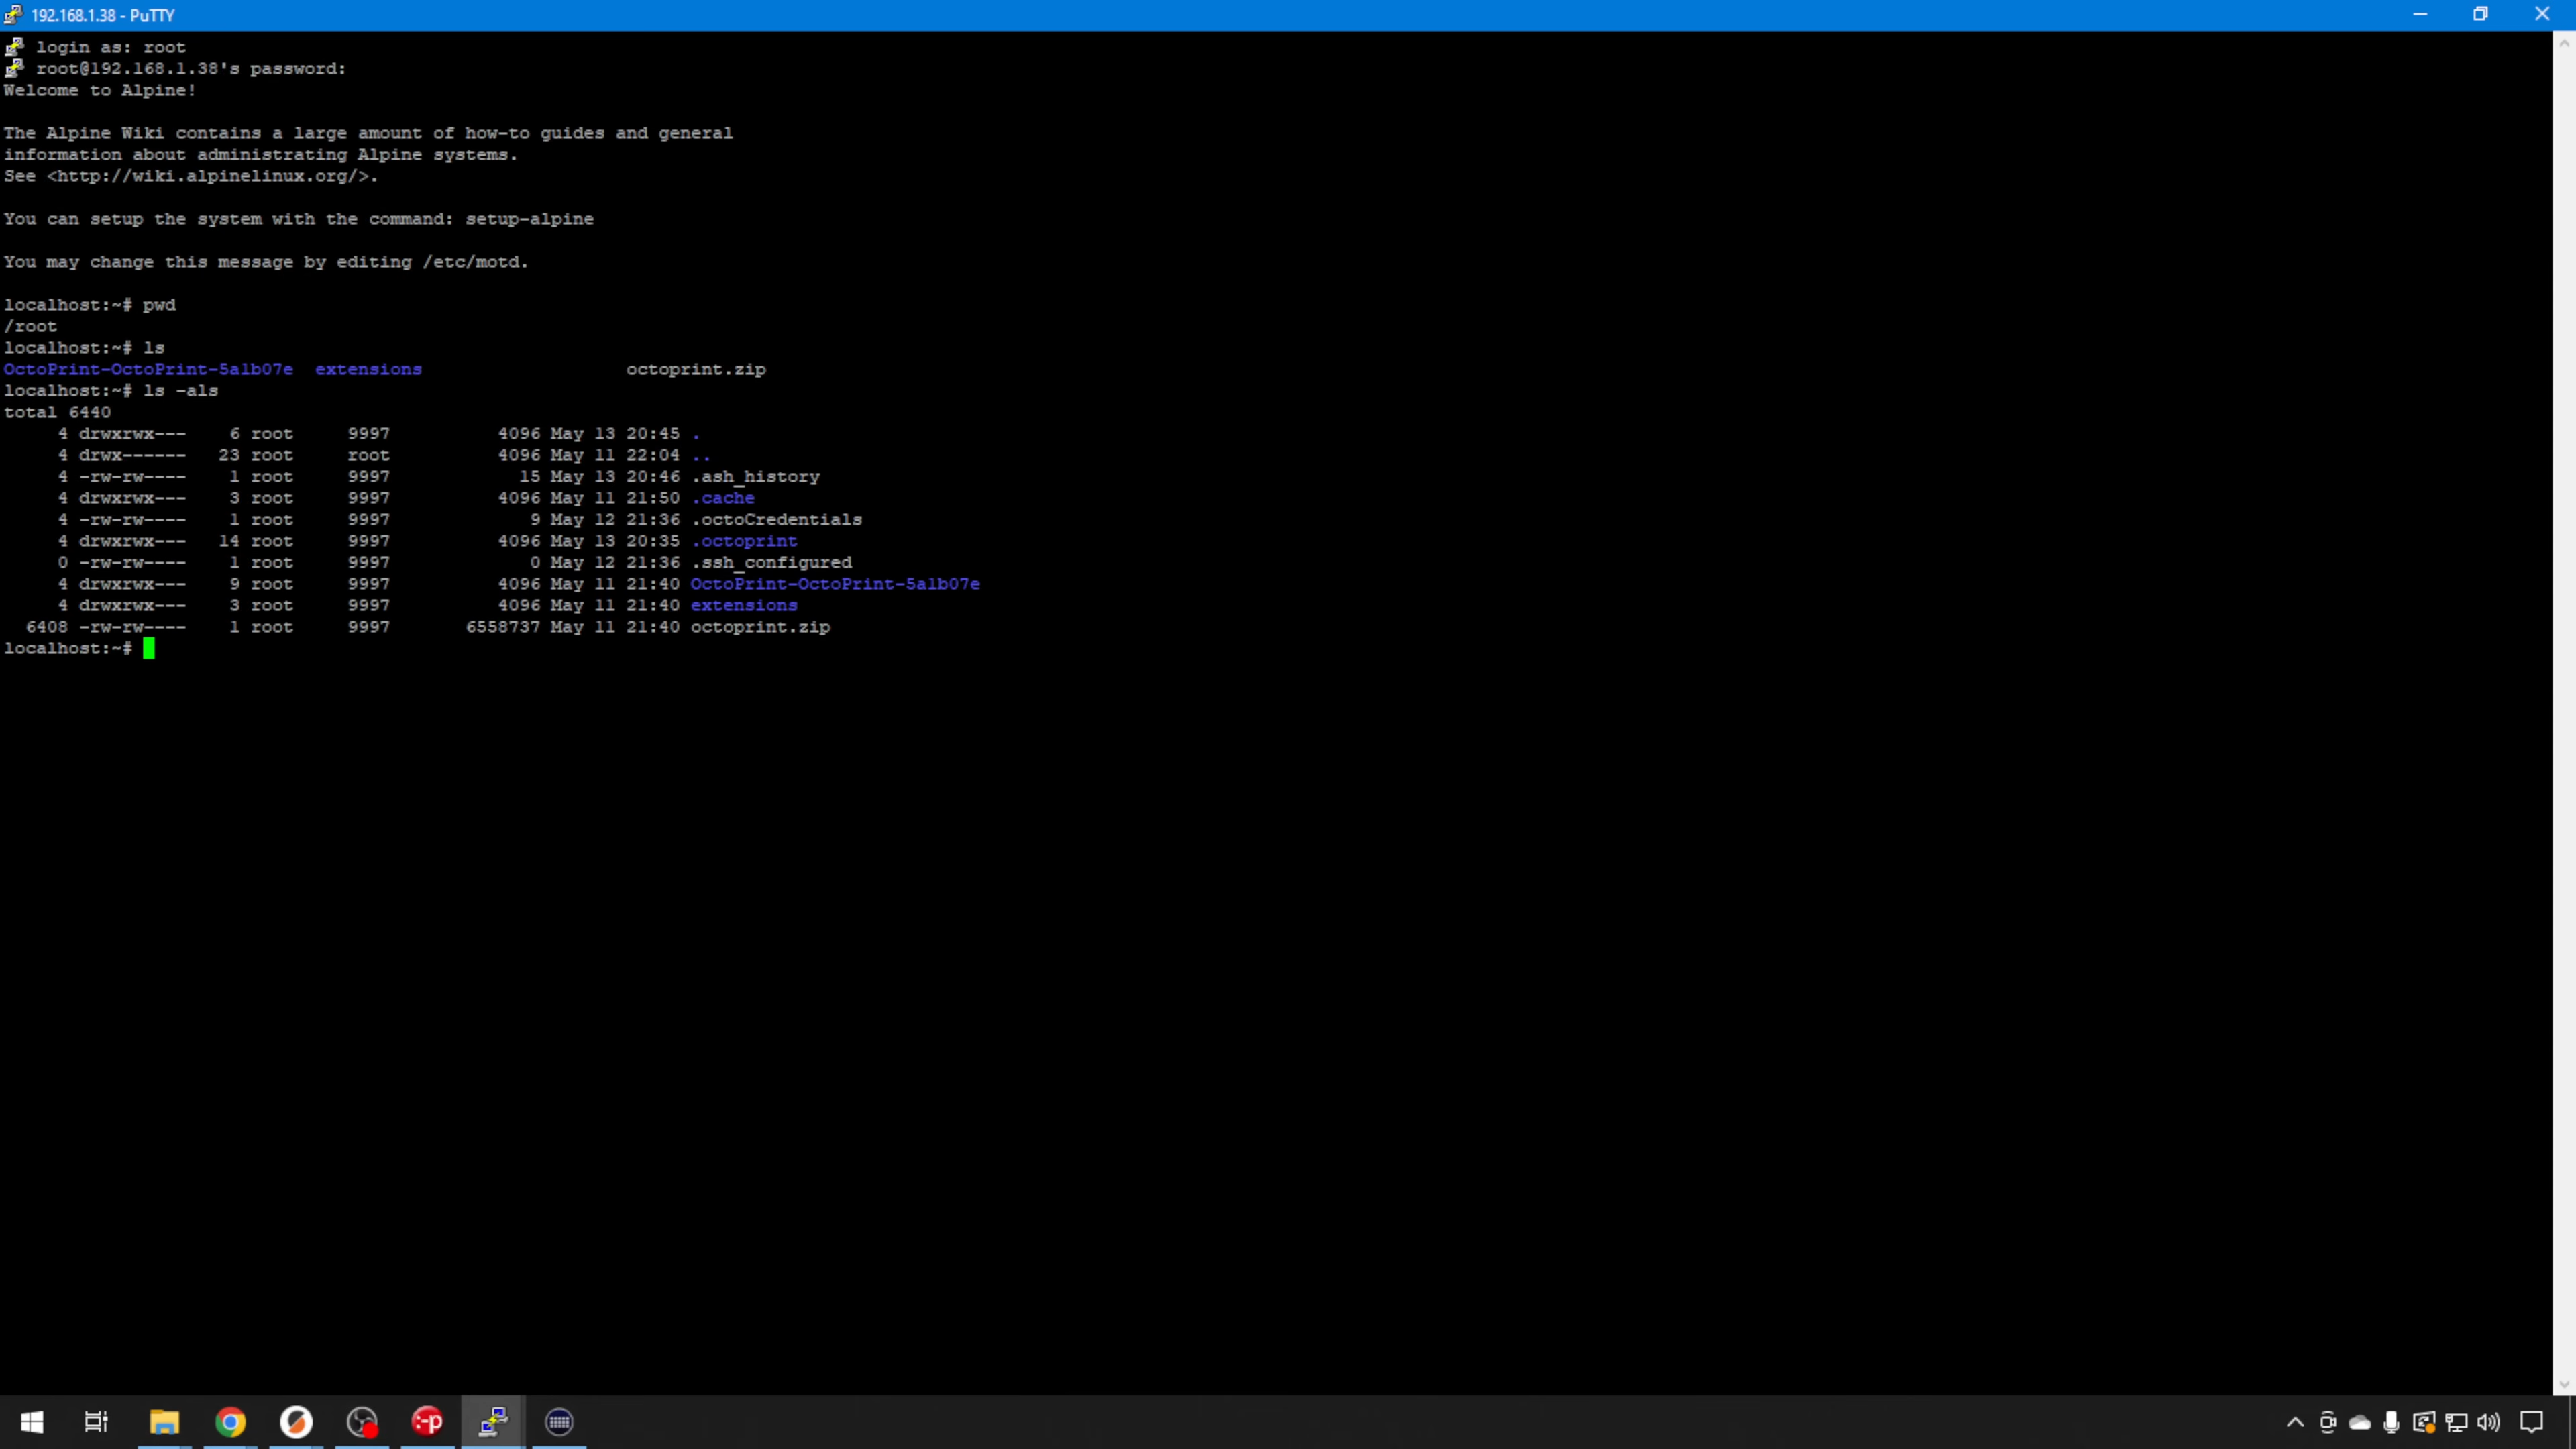 192.168.1.38 - PuTTY
login as: root
root@192.168.1.38's password:
Welcome to Alpine!
The Alpine Wiki contains a large amount of how-to guides and general
information about administrating Alpine systems.
See <http://wiki.alpinelinux.org/>.
You can setup the system with the command: setup-alpine
You may change this message by editing /etc/motd.
localhost:~# pwd
/root
localhost:~# ls
OctoPrint-OctoPrint-5a1b07e  extensions                   octoprint.zip
localhost:~# ls -als
total 6440
     4 drwxrwx---    6 root     9997          4096 May 13 20:45 .
     4 drwx------   23 root     root          4096 May 11 22:04 ..
     4 -rw-rw----    1 root     9997            15 May 13 20:46 .ash_history
     4 drwxrwx---    3 root     9997          4096 May 11 21:50 .cache
     4 -rw-rw----    1 root     9997             9 May 12 21:36 .octoCredentials
     4 drwxrwx---   14 root     9997          4096 May 13 20:35 .octoprint
     0 -rw-rw----    1 root     9997             0 May 12 21:36 .ssh_configured
     4 drwxrwx---    9 root     9997          4096 May 11 21:40 OctoPrint-OctoPrint-5a1b07e
     4 drwxrwx---    3 root     9997          4096 May 11 21:40 extensions
  6408 -rw-rw----    1 root     9997       6558737 May 11 21:40 octoprint.zip
localhost:~#
:-p